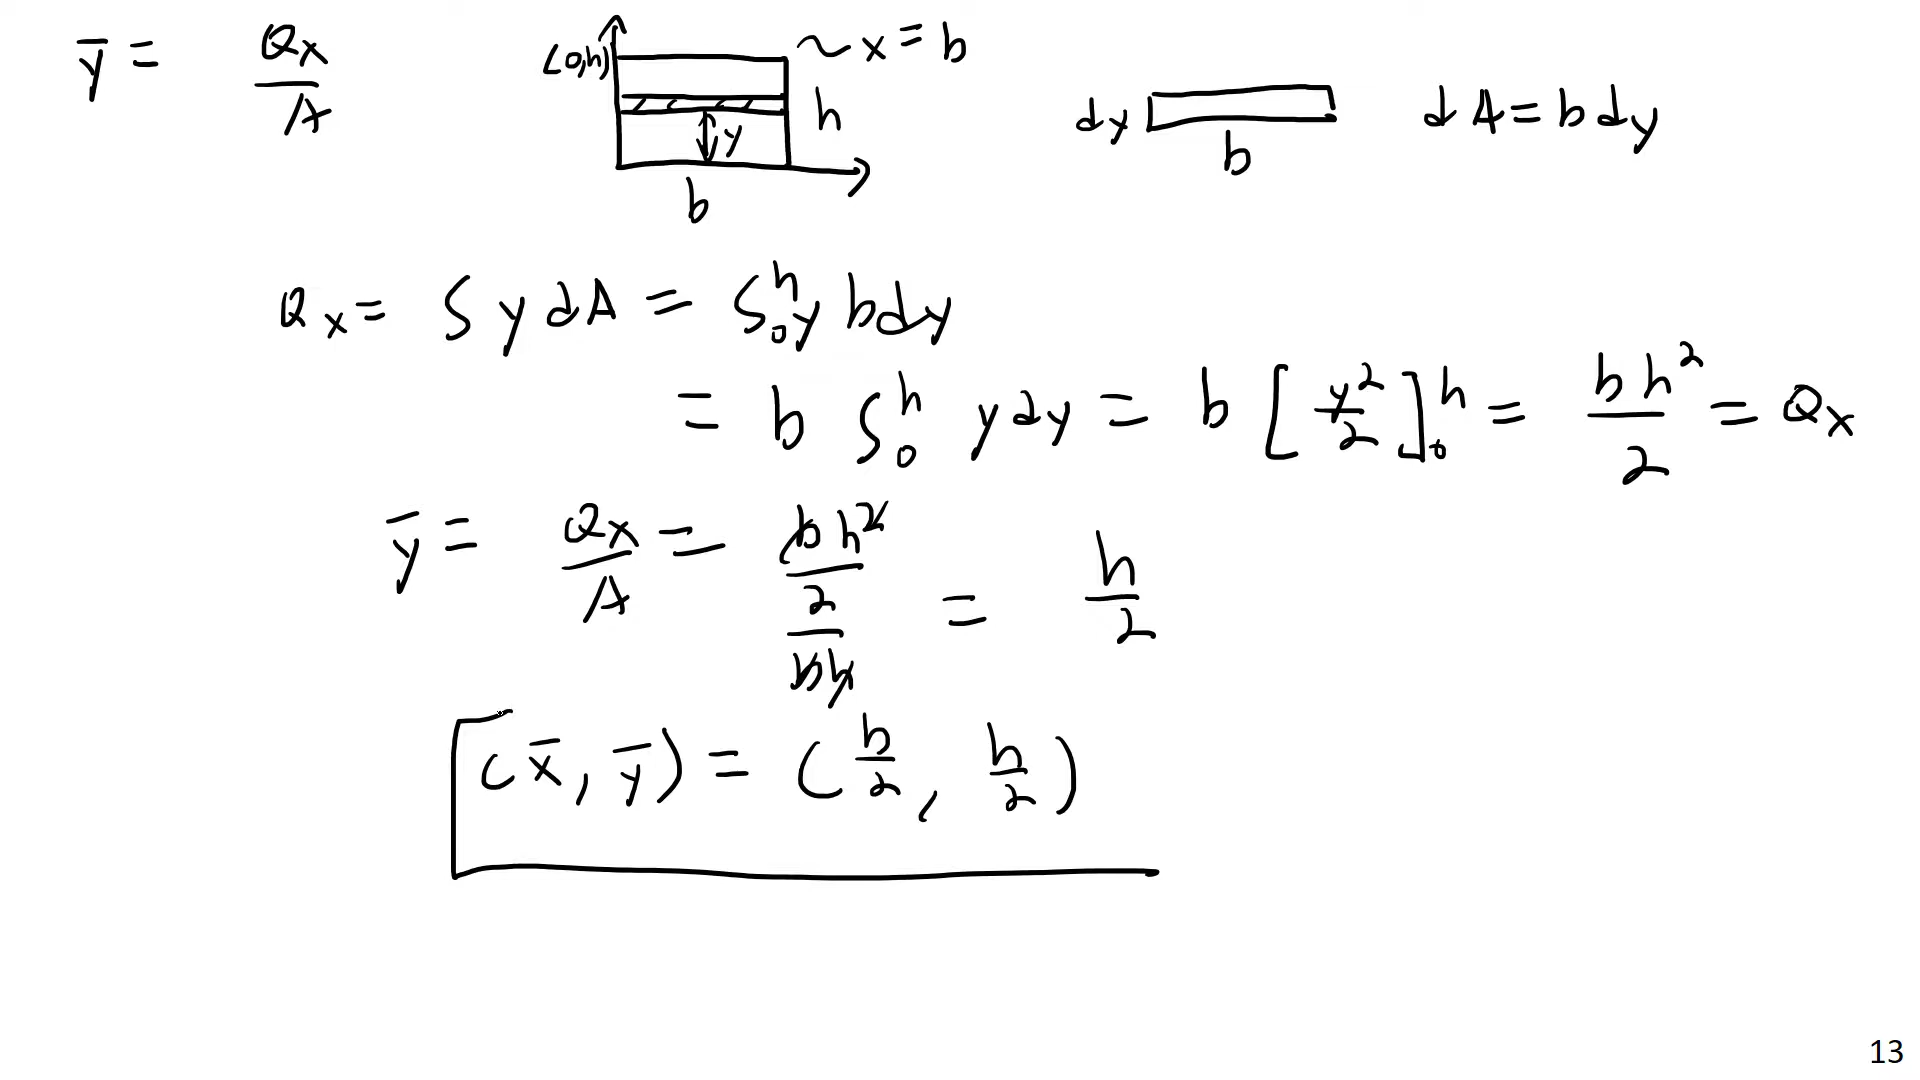 ȳ = Qx/A
(0,h) ~ x = b
h
y
b
dy b dA = b dy
Qx = ∫ y dA = ∫₀ʰ y b dy
= b ∫₀ʰ y dy = b [y²/2]₀ʰ = bh²/2 = Qx
ȳ = Qx/A = (bh²/2)/(bh) = h/2
(x̄, ȳ) = (b/2, h/2)
13